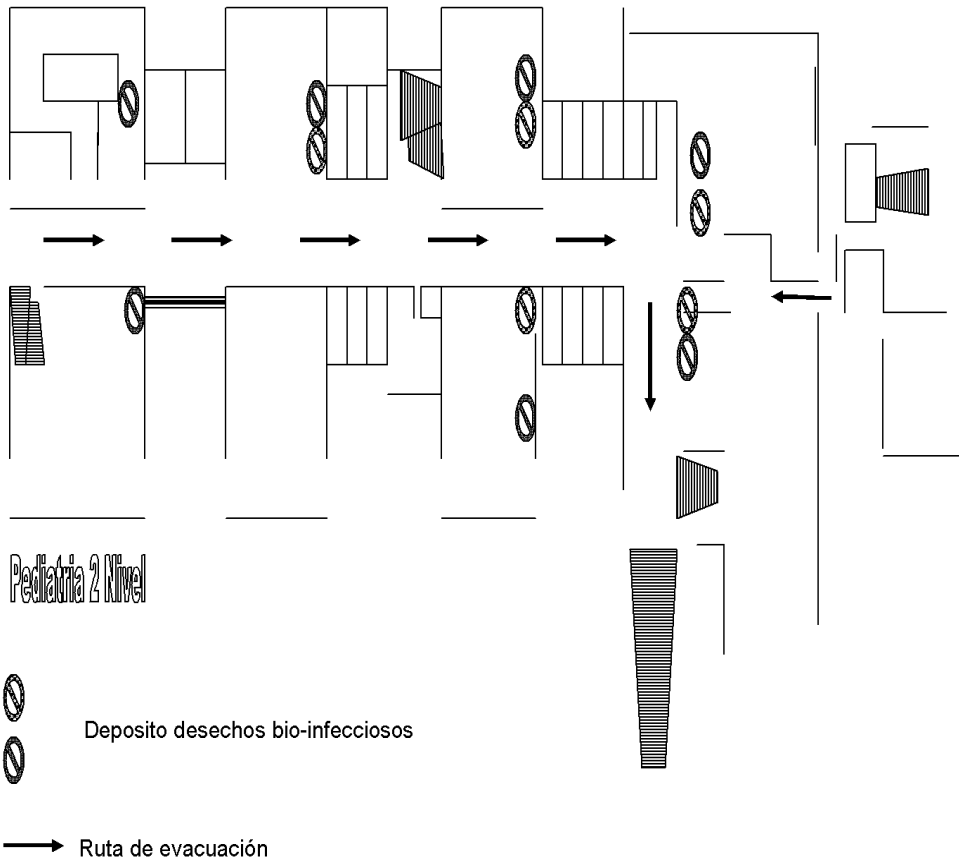 Pediatria 2 Nivel
Deposito desechos bio-infecciosos
Ruta de evacuación